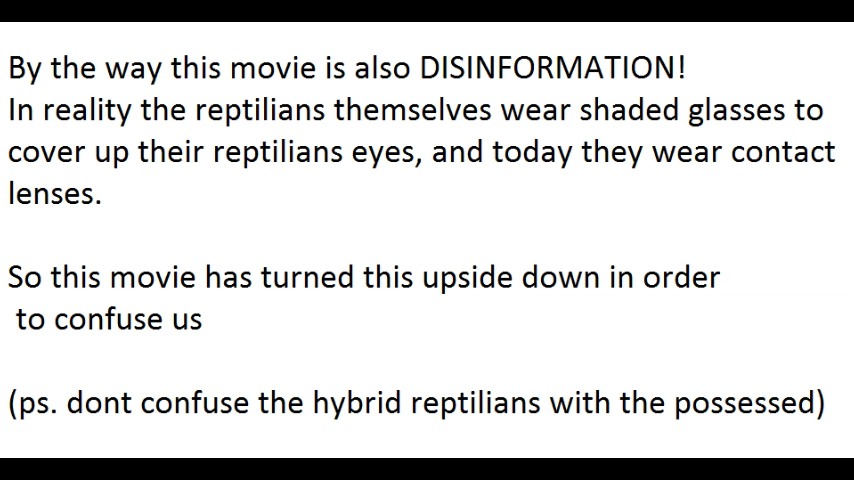 By the way this movie is also DISINFORMATION!
In reality the reptilians themselves wear shaded glasses to
cover up their reptilians eyes, and today they wear contact
lenses.
So this movie has turned this upside down in order
to confuse us
(ps. dont confuse the hybrid reptilians with the possessed)